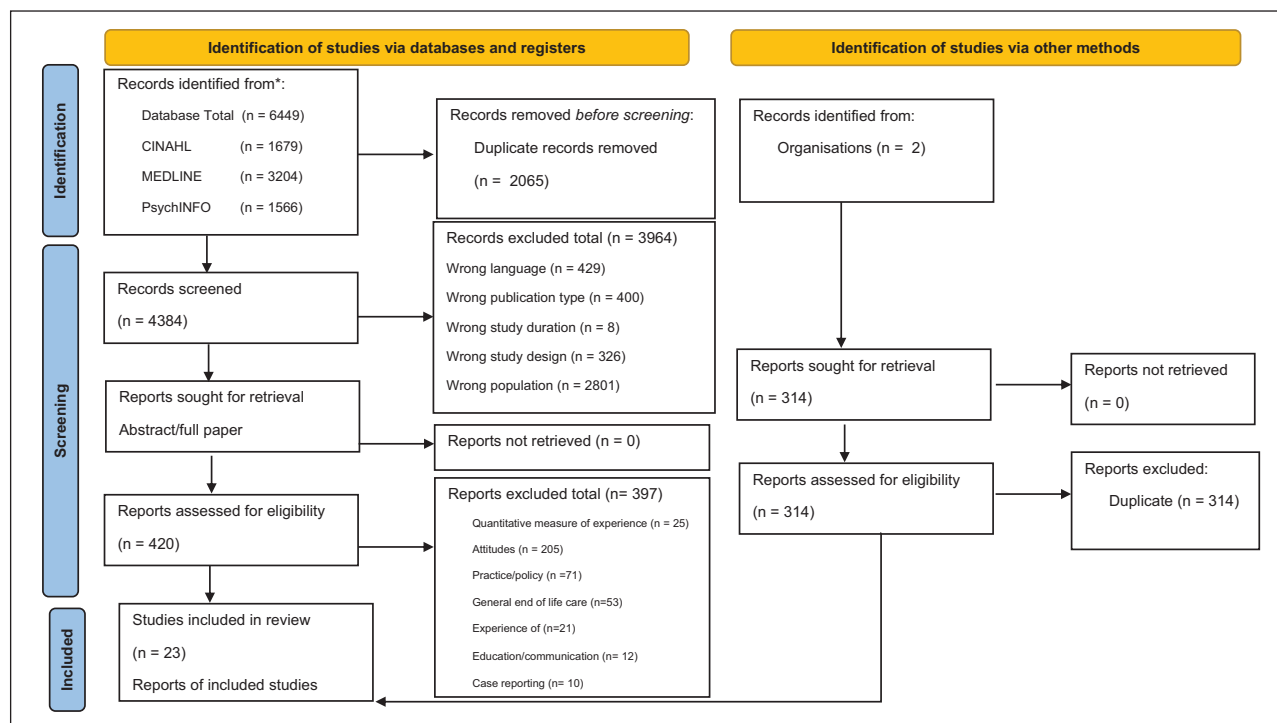 Identification of studies via databases and registers
Identification of studies via other methods
Identification
Records identified from*:
Database Total (n = 6449)
CINAHL (n = 1679)
MEDLINE (n = 3204)
PsychINFO (n = 1566)
Records removed before screening:
Duplicate records removed
(n = 2065)
Records identified from:
Organisations (n = 2)
Screening
Records screened
(n = 4384)
Records excluded total (n = 3964)
Wrong language (n = 429)
Wrong publication type (n = 400)
Wrong study duration (n = 8)
Wrong study design (n = 326)
Wrong population (n = 2801)
Reports sought for retrieval
Abstract/full paper
Reports not retrieved (n = 0)
Reports sought for retrieval
(n = 314)
Reports not retrieved
(n = 0)
Reports assessed for eligibility
(n = 420)
Reports excluded total (n= 397)
Quantitative measure of experience (n = 25)
Attitudes (n = 205)
Practice/policy (n =71)
General end of life care (n=53)
Experience of (n=21)
Education/communication (n= 12)
Case reporting (n= 10)
Reports assessed for eligibility
(n = 314)
Reports excluded:
Duplicate (n = 314)
Included
Studies included in review
(n = 23)
Reports of included studies